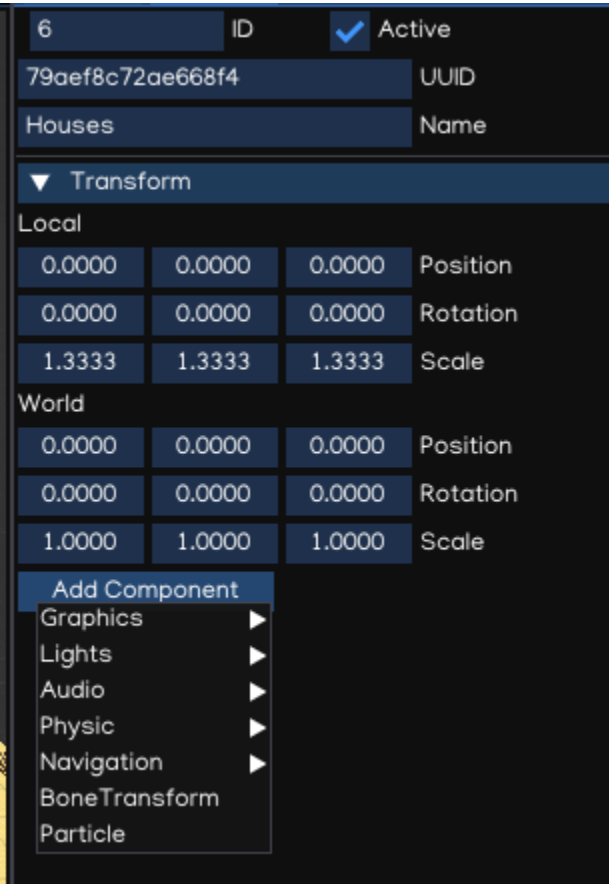 6 ID Active
79aef8c72ae668f4 UUID
Houses Name
Transform
Local
0.0000 0.0000 0.0000 Position
0.0000 0.0000 0.0000 Rotation
1.3333 1.3333 1.3333 Scale
World
0.0000 0.0000 0.0000 Position
0.0000 0.0000 0.0000 Rotation
1.0000 1.0000 1.0000 Scale
Add Component
Graphics
Lights
Audio
Physic
Navigation
BoneTransform
Particle